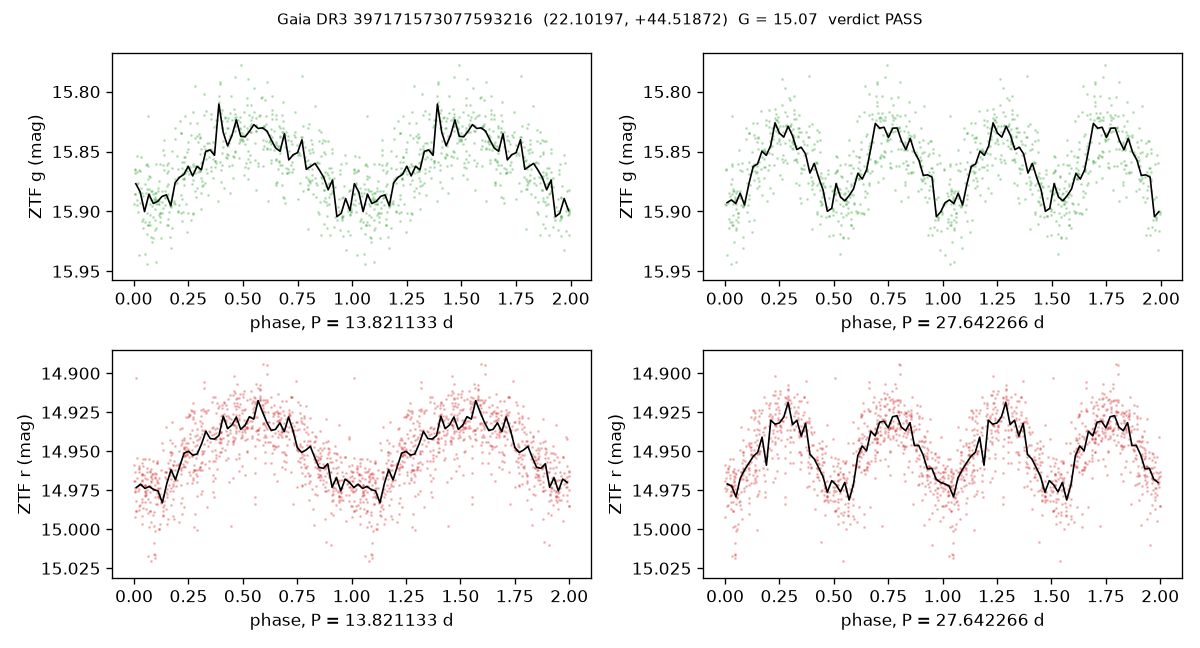 Gaia DR3 397171573077593216  (22.10197, +44.51872)  G = 15.07  verdict PASS
ZTF g (mag)
15.80
15.85
15.90
15.95
0.00 0.25 0.50 0.75 1.00 1.25 1.50 1.75 2.00
phase, P = 13.821133 d
ZTF g (mag)
15.80
15.85
15.90
15.95
0.00 0.25 0.50 0.75 1.00 1.25 1.50 1.75 2.00
phase, P = 27.642266 d
ZTF r (mag)
14.900
14.925
14.950
14.975
15.000
15.025
0.00 0.25 0.50 0.75 1.00 1.25 1.50 1.75 2.00
phase, P = 13.821133 d
ZTF r (mag)
14.900
14.925
14.950
14.975
15.000
15.025
0.00 0.25 0.50 0.75 1.00 1.25 1.50 1.75 2.00
phase, P = 27.642266 d